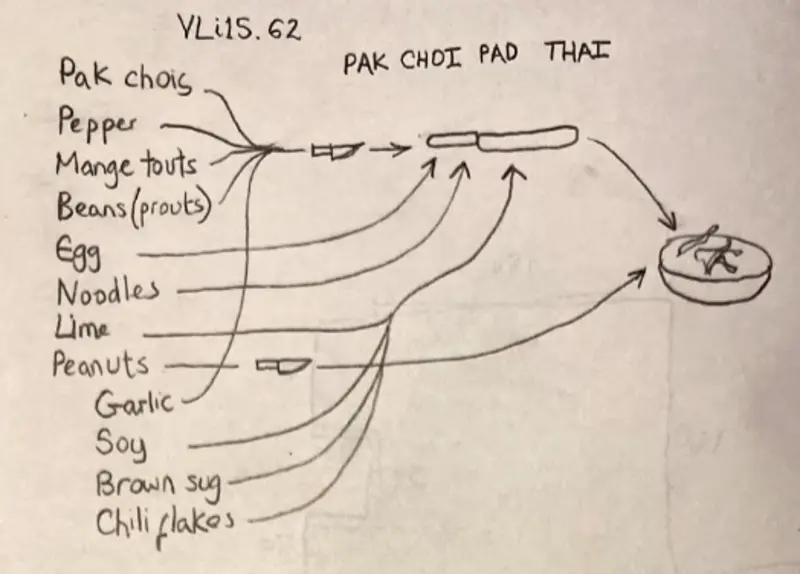 VLi1S.62
PAK CHOI PAD THAI
Pak chois
Pepper
Mange touts
Beans(prouts)
Egg
Noodles
Lime
Peanuts
Garlic
Soy
Brown sug
Chili flakes